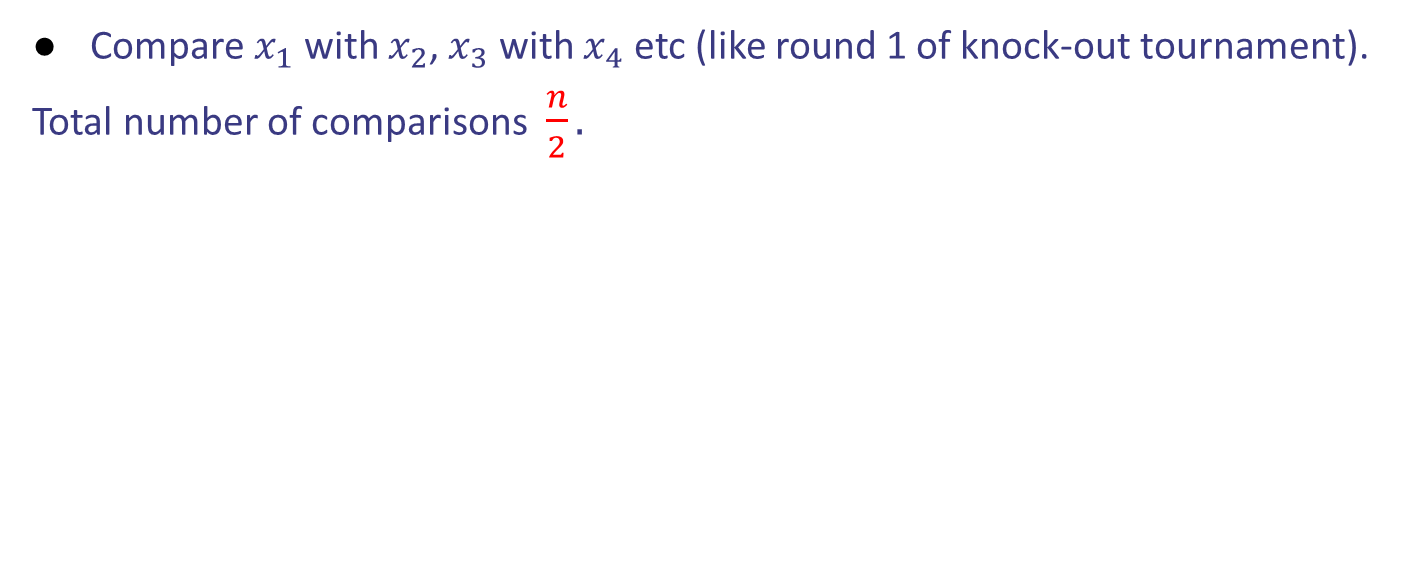 ● Compare 𝑥₁ with 𝑥₂, 𝑥₃ with 𝑥₄ etc (like round 1 of knock-out tournament).
Total number of comparisons 𝑛/2.